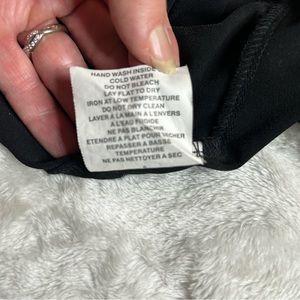 HAND WASH INSIDE
COLD WATER
DO NOT BLEACH
LAY FLAT TO DRY
IRON AT LOW TEMPERATURE
DO NOT DRY CLEAN
LAVER À LA MAIN A L'ENVERS
A L'EAU FROIDE
NE PAS BLANCHIR
ETENDRE A PLAT POUR SECHER
REPASSER A BASSE
TEMPERATURE
NE PAS NETTOYER A SEC